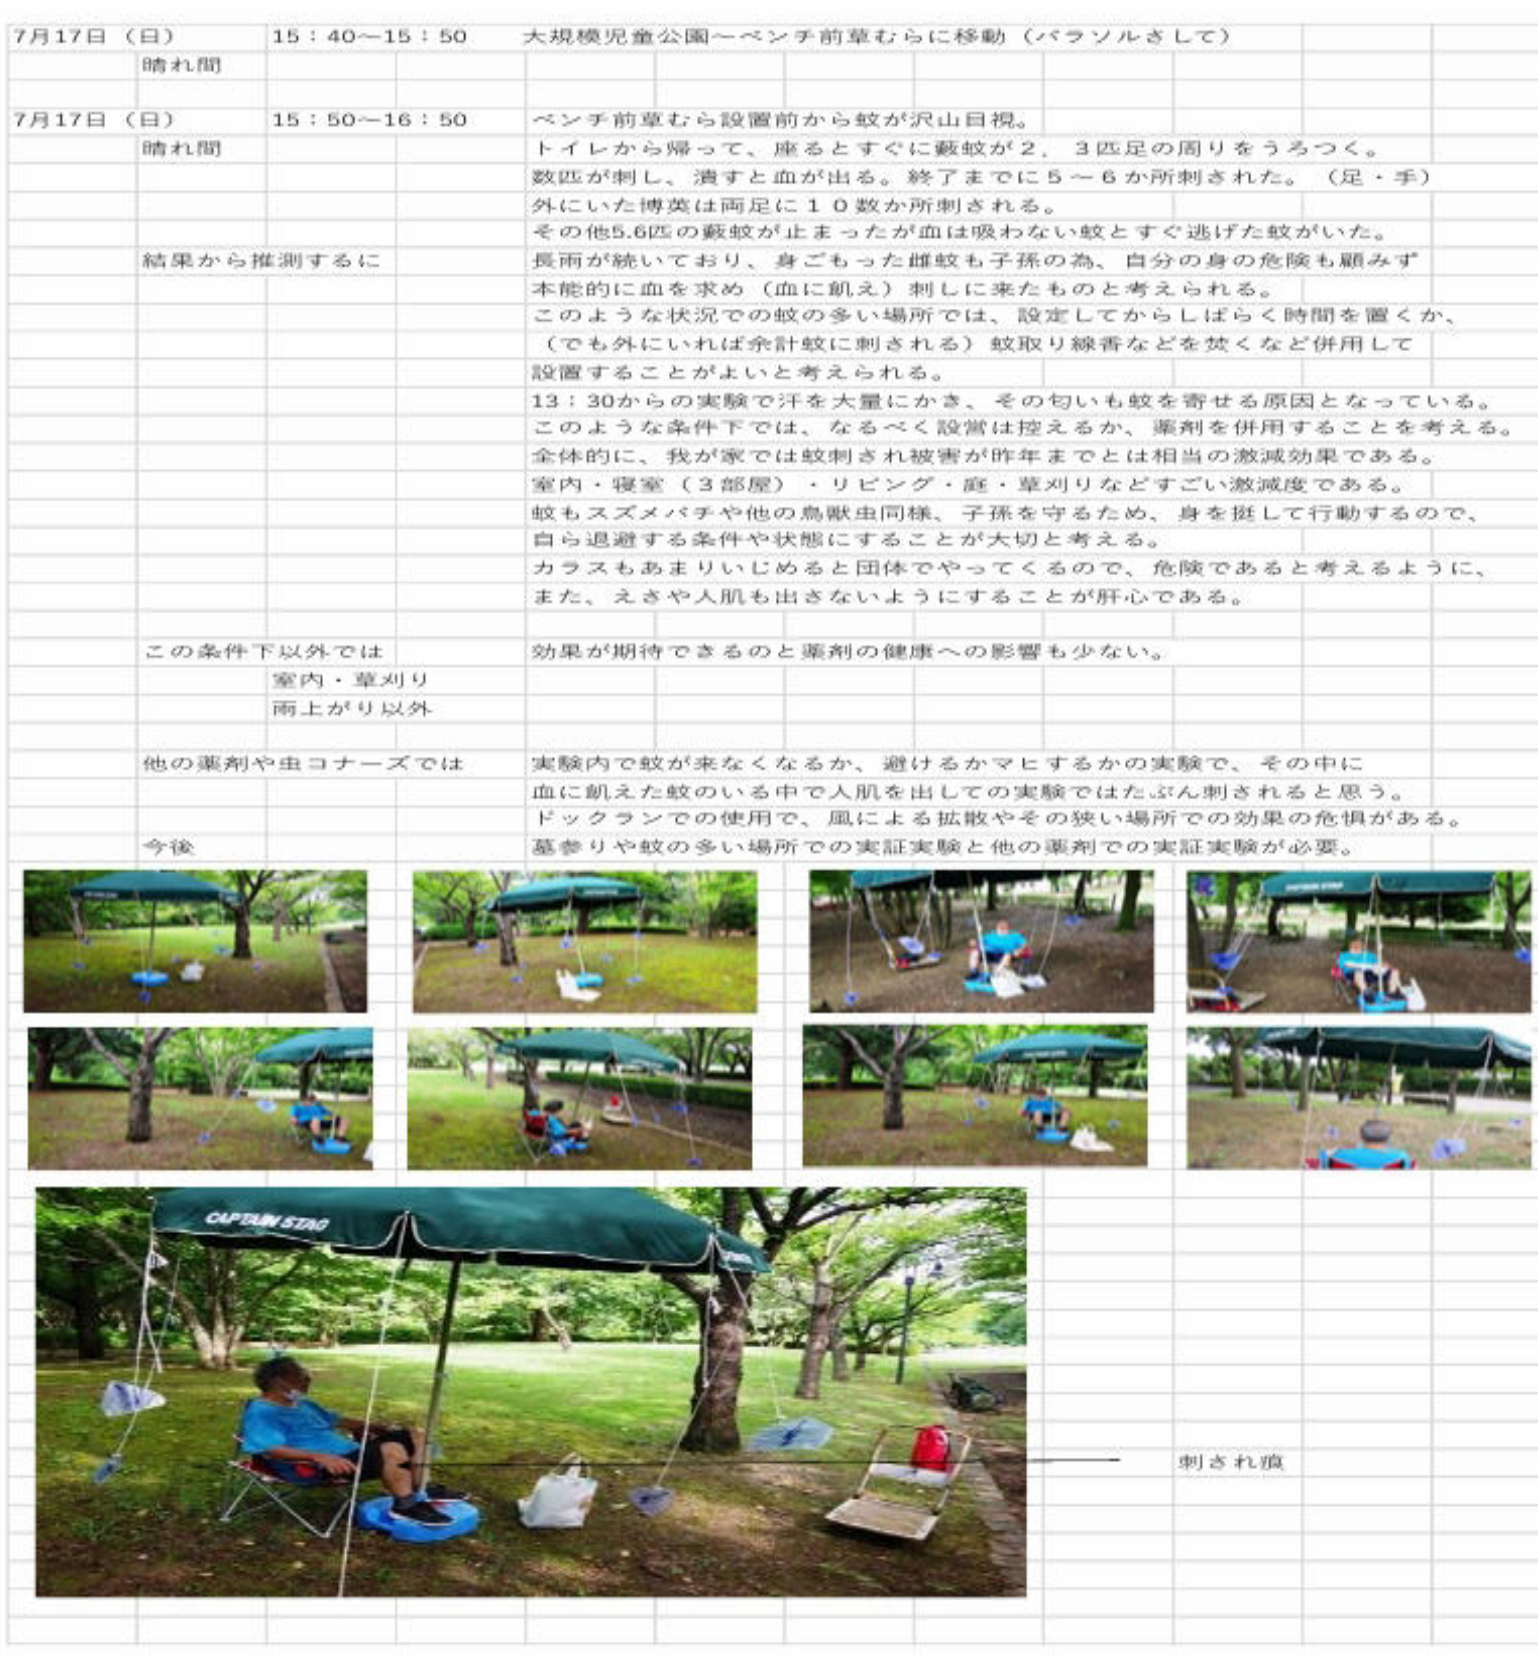 7月17日（日） 15：40～15：50 大規模児童公園～ベンチ前草むらに移動（パラソルさして）
晴れ間
7月17日（日） 15：50～16：50 ベンチ前草むら設置前から蚊が沢山目視。
晴れ間 トイレから帰って、座るとすぐに藪蚊が２，３匹足の周りをうろつく。
数匹が刺し、潰すと血が出る。終了までに５～６か所刺された。（足・手）
外にいた博英は両足に１０数か所刺される。
その他5.6匹の藪蚊が止まったが血は吸わない蚊とすぐ逃げた蚊がいた。
結果から推測するに 長雨が続いており、身ごもった雌蚊も子孫の為、自分の身の危険も顧みず
本能的に血を求め（血に飢え）刺しに来たものと考えられる。
このような状況での蚊の多い場所では、設定してからしばらく時間を置くか、
（でも外にいれば余計蚊に刺される）蚊取り線香などを焚くなど併用して
設置することがよいと考えられる。
13：30からの実験で汗を大量にかき、その匂いも蚊を寄せる原因となっている。
このような条件下では、なるべく設営は控えるか、薬剤を併用することを考える。
全体的に、我が家では蚊刺され被害が昨年までとは相当の激減効果である。
室内・寝室（３部屋）・リビング・庭・草刈りなどすごい激減度である。
蚊もスズメバチや他の鳥獣虫同様、子孫を守るため、身を挺して行動するので、
自ら退避する条件や状態にすることが大切と考える。
カラスもあまりいじめると団体でやってくるので、危険であると考えるように、
また、えさや人肌も出さないようにすることが肝心である。
この条件下以外では 効果が期待できるのと薬剤の健康への影響も少ない。
室内・草刈り
雨上がり以外
他の薬剤や虫コナーズでは 実験内で蚊が来なくなるか、避けるかマヒするかの実験で、その中に
血に飢えた蚊のいる中で人肌を出しての実験ではたぶん刺されると思う。
ドックランでの使用で、風による拡散やその狭い場所での効果の危惧がある。
今後 墓参りや蚊の多い場所での実証実験と他の薬剤での実証実験が必要。
CAPTAIN STAG
CAPTAIN STAG
刺され痕